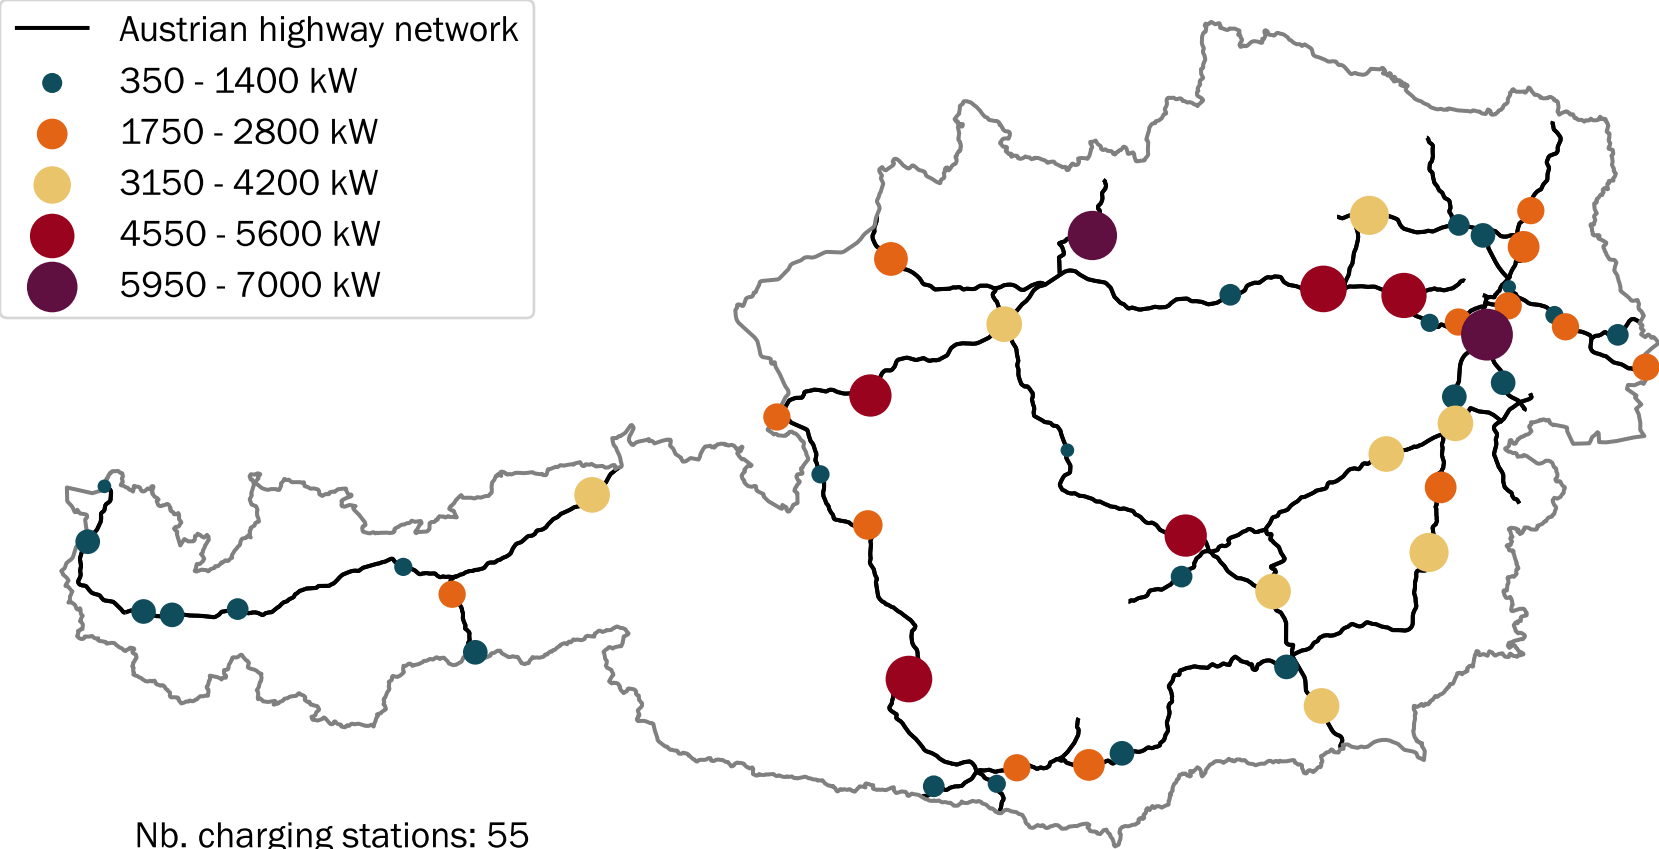 Austrian highway network
350 - 1400 kW
1750 - 2800 kW
3150 - 4200 kW
4550 - 5600 kW
5950 - 7000 kW
Nb. charging stations: 55